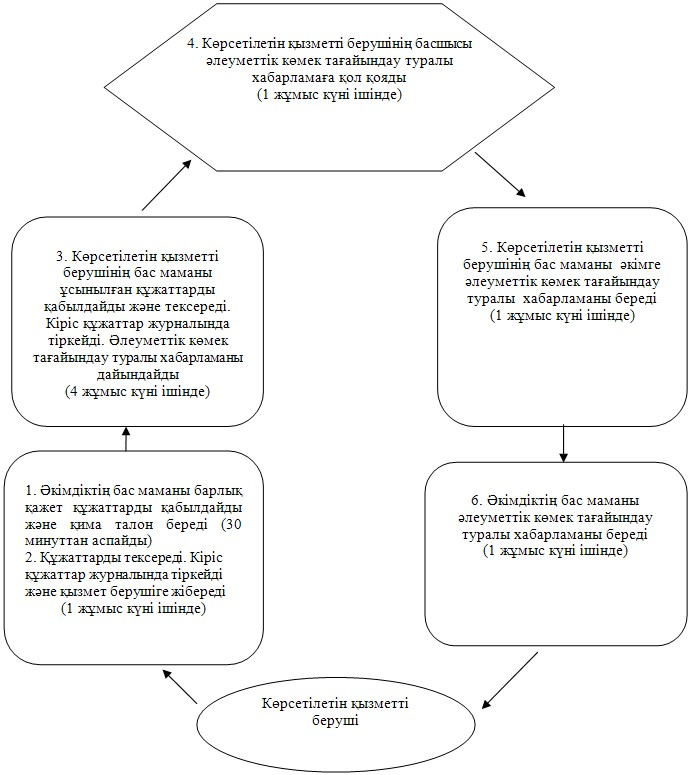 4. Көрсетілетін қызметті берушінің басшысы
әлеуметтік көмек тағайындау туралы
хабарламаға қол қояды
(1 жұмыс күні ішінде)
3. Көрсетілетін қызметті
берушінің бас маманы
ұсынылған құжаттарды
қабылдайды және тексереді.
Кіріс құжаттар журналында
тіркейді. Әлеуметтік көмек
тағайындау туралы хабарламаны
дайындайды
(4 жұмыс күні ішінде)
5. Көрсетілетін қызметті
берушінің бас маманы әкімге
әлеуметтік көмек тағайындау
туралы хабарламаны береді
(1 жұмыс күні ішінде)
1. Әкімдіктің бас маманы барлық
қажет құжаттарды қабылдайды
және қима талон береді (30
минуттан аспайды)
2. Құжаттарды тексереді. Кіріс
құжаттар журналында тіркейді
және қызмет берушіге жібереді
(1 жұмыс күні ішінде)
6. Әкімдіктің бас маманы
әлеуметтік көмек тағайындау
туралы хабарламаны береді
(1 жұмыс күні ішінде)
Көрсетілетін қызметті
беруші